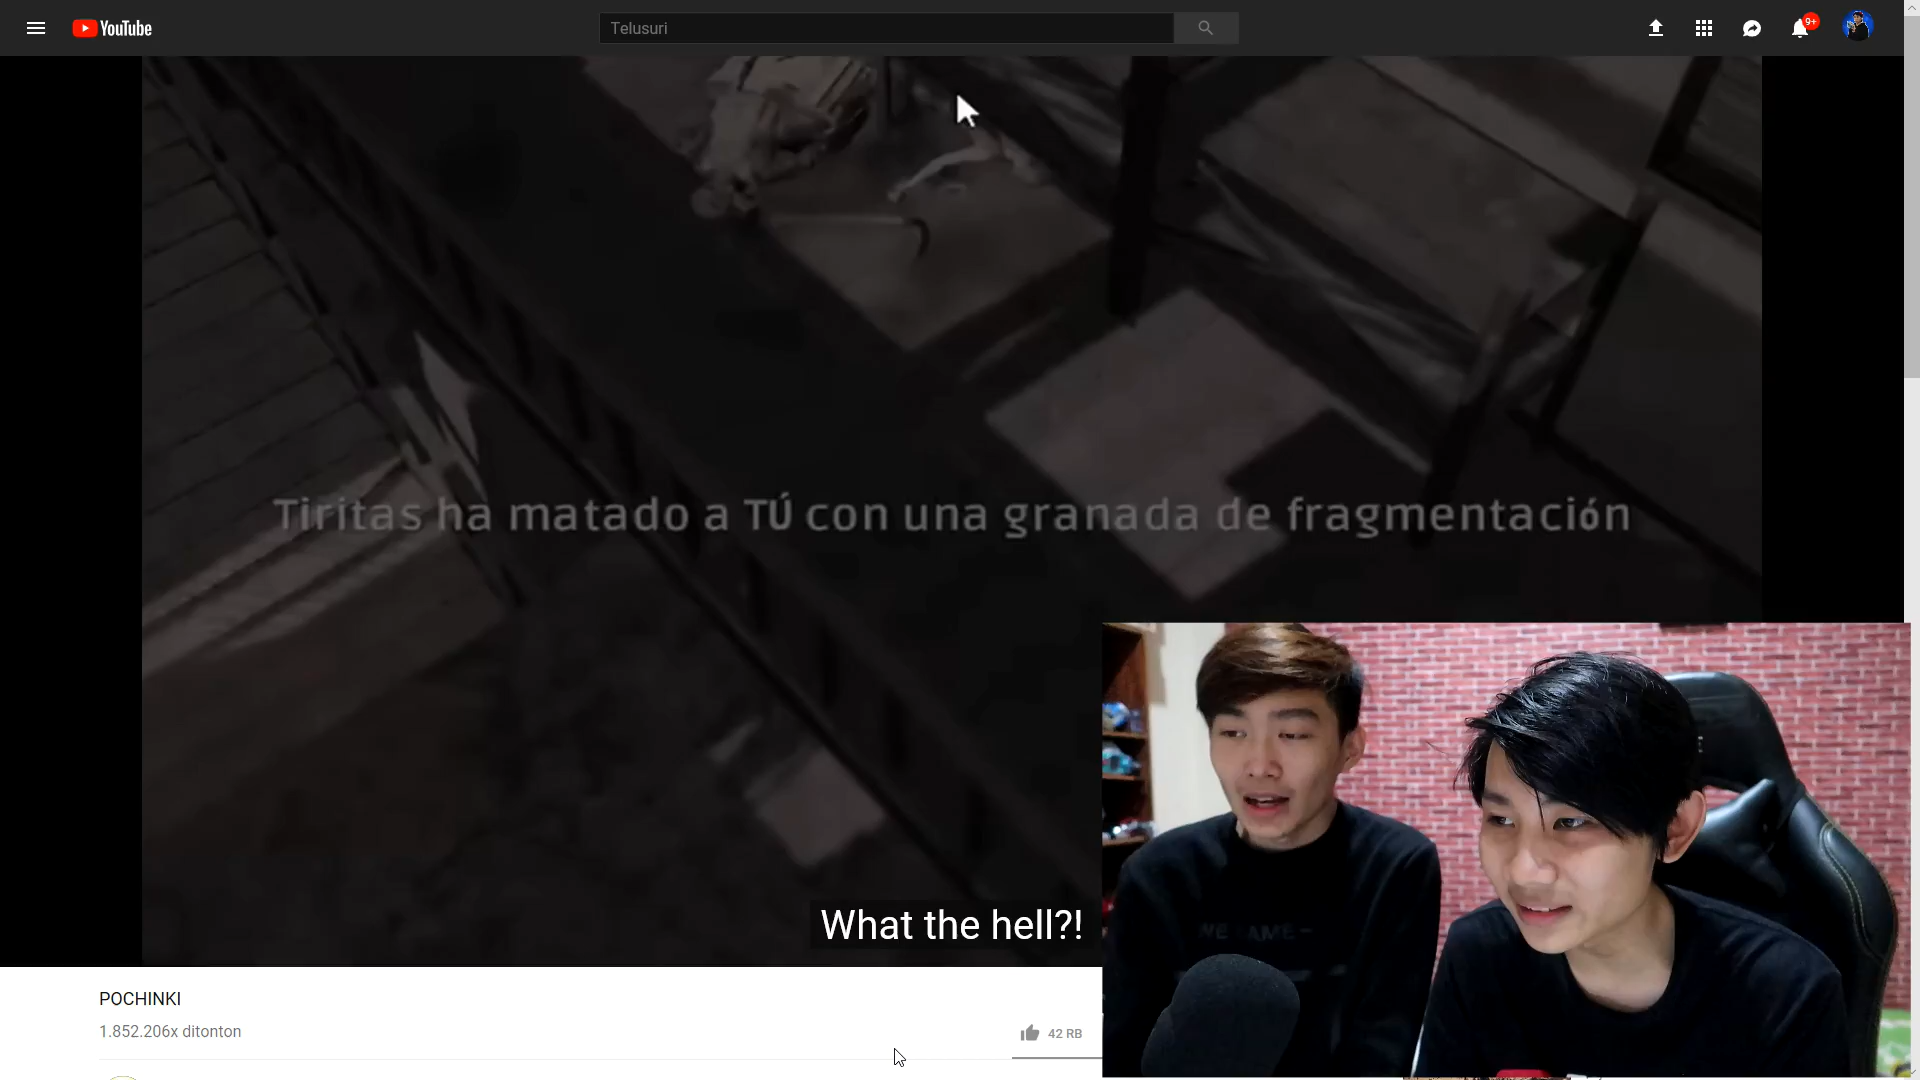 YouTube
Telusuri
9+
Tiritas ha matado a TÚ con una granada de fragmentación
What the hell?!
POCHINKI
1.852.206x ditonton
42 RB